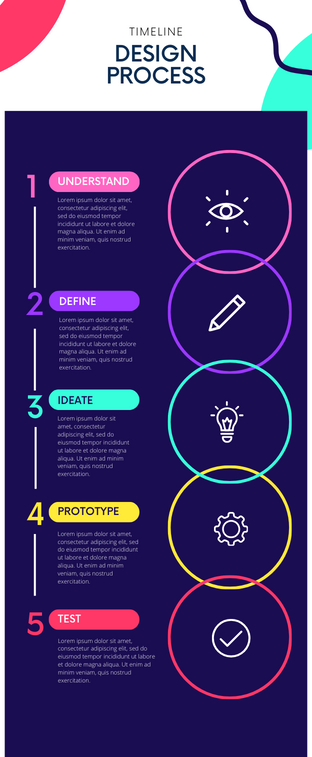 TIMELINE
DESIGN
PROCESS
1
UNDERSTAND
Lorem ipsum dolor sit amet,
consectetur adipiscing elit,
sed do eiusmod tempor
incididunt ut labore et dolore
magna aliqua. Ut enim ad
minim veniam, quis nostrud
exercitation.
2
DEFINE
Lorem ipsum dolor sit amet,
consectetur adipiscing elit,
sed do eiusmod tempor
incididunt ut labore et dolore
magna aliqua. Ut enim ad
minim veniam, quis nostrud
exercitation.
3
IDEATE
Lorem ipsum dolor sit
amet, consectetur
adipiscing elit, sed do
eiusmod tempor
incididunt ut labore et
dolore magna aliqua. Ut
enim ad minim veniam,
quis nostrud
exercitation.
4
PROTOTYPE
Lorem ipsum dolor sit amet,
consectetur adipiscing elit, sed
do eiusmod tempor incididunt
ut labore et dolore magna
aliqua. Ut enim ad minim
veniam, quis nostrud
exercitation.
5
TEST
Lorem ipsum dolor sit amet,
consectetur adipiscing elit, sed do
eiusmod tempor incididunt ut labore
et dolore magna aliqua. Ut enim ad
minim veniam, quis nostrud
exercitation.